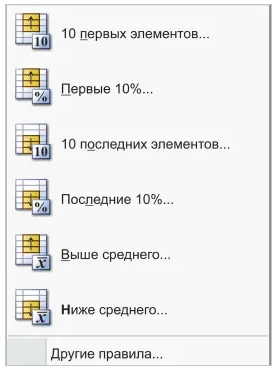 10 первых элементов...
Первые 10%...
10 последних элементов...
Последние 10%...
Выше среднего...
Ниже среднего...
Другие правила...